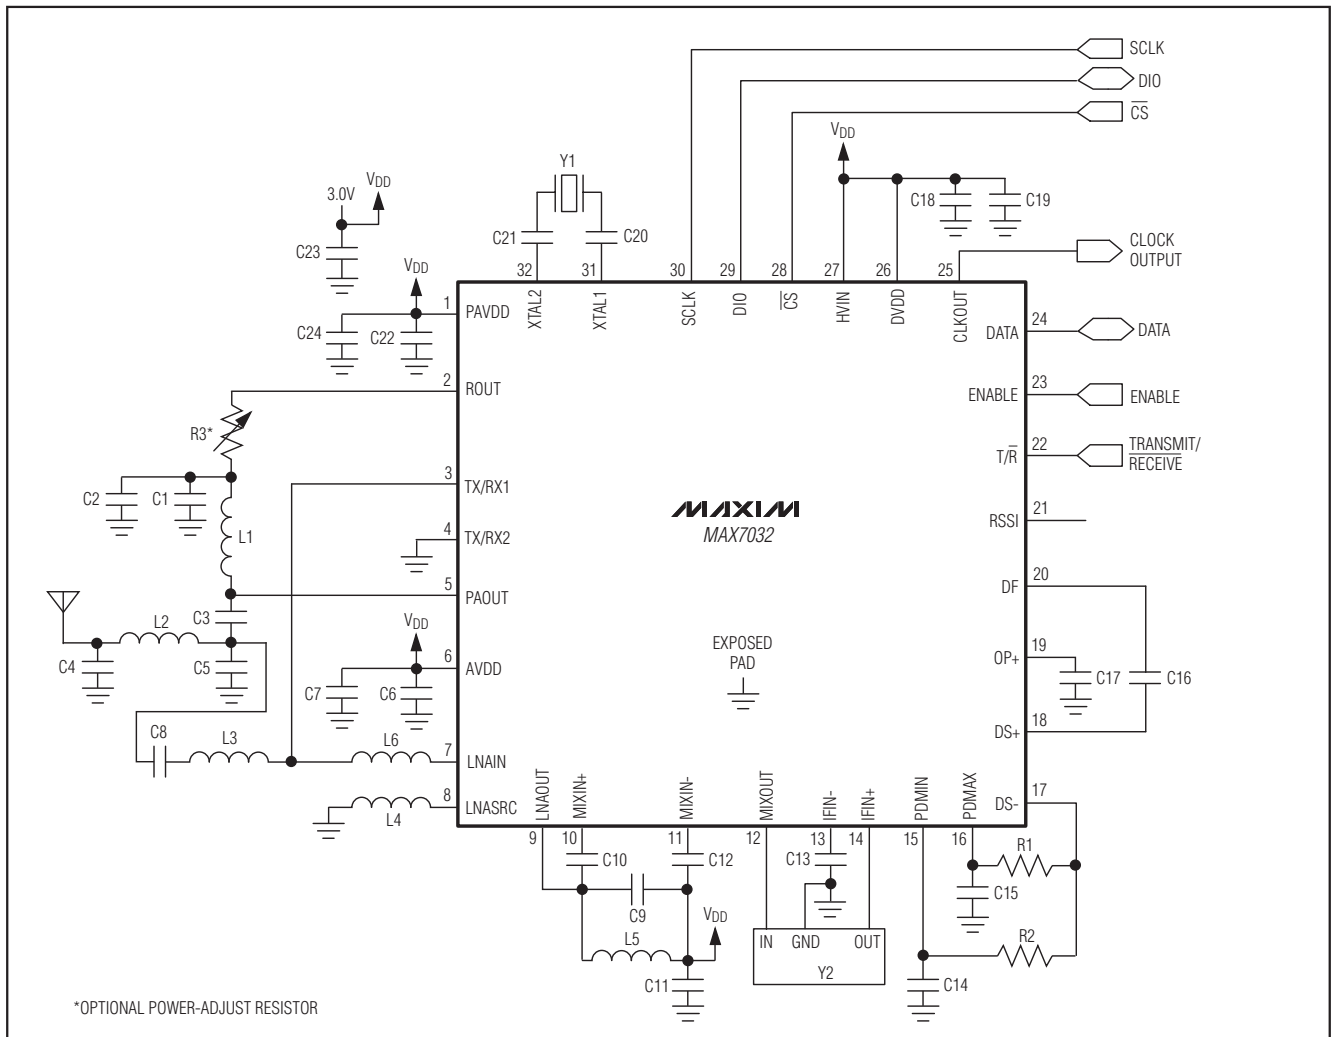 SCLK
DIO
C̅S̅
VDD
Y1
VDD
3.0V
C18
C19
C21
C20
C23
CLOCK
OUTPUT
VDD
32
31
30
29
28
27
26
25
1
PAVDD
XTAL2
XTAL1
SCLK
DIO
C̅S̅
HVIN
DVDD
CLKOUT
24
DATA
DATA
C24
C22
2
ROUT
23
ENABLE
ENABLE
R3*
22
T/R̅
TRANSMIT/
R̅E̅C̅E̅I̅V̅E̅
3
TX/RX1
C2
C1
MAXIM
MAX7032
21
RSSI
L1
4
TX/RX2
20
DF
5
PAOUT
C3
L2
VDD
EXPOSED
PAD
19
OP+
C4
C5
6
AVDD
C7
C6
C17
C16
18
DS+
C8
L3
L6
7
LNAIN
8
LNASRC
L4
LNAOUT
MIXIN+
MIXIN-
MIXOUT
IFIN-
IFIN+
PDMIN
PDMAX
17
DS-
9
10
11
12
13
14
15
16
C10
C12
C13
R1
C15
C9
VDD
L5
IN
GND
OUT
R2
Y2
C11
C14
*OPTIONAL POWER-ADJUST RESISTOR